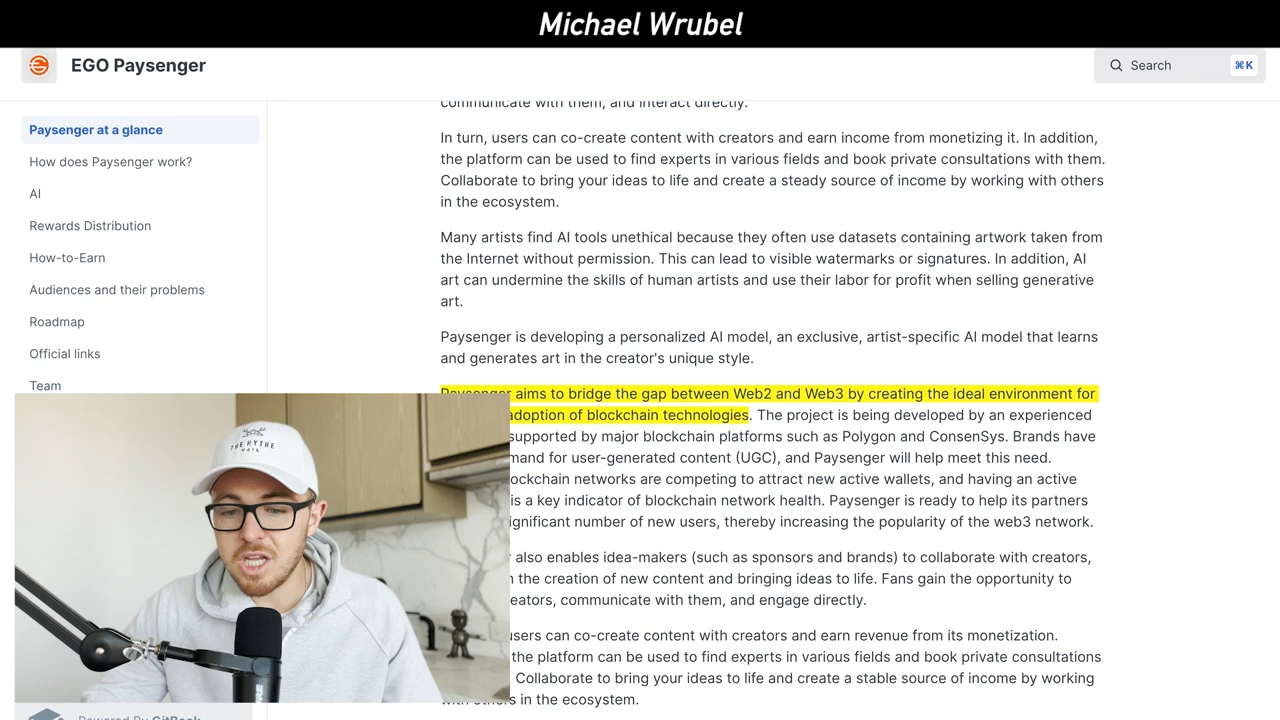 Michael Wrubel
EGO Paysenger
Search
⌘K
Paysenger at a glance
How does Paysenger work?
AI
Rewards Distribution
How-to-Earn
Audiences and their problems
Roadmap
Official links
Team
communicate with them, and interact directly.
In turn, users can co-create content with creators and earn income from monetizing it. In addition,
the platform can be used to find experts in various fields and book private consultations with them.
Collaborate to bring your ideas to life and create a steady source of income by working with others
in the ecosystem.
Many artists find AI tools unethical because they often use datasets containing artwork taken from
the Internet without permission. This can lead to visible watermarks or signatures. In addition, AI
art can undermine the skills of human artists and use their labor for profit when selling generative
art.
Paysenger is developing a personalized AI model, an exclusive, artist-specific AI model that learns
and generates art in the creator's unique style.
Paysenger aims to bridge the gap between Web2 and Web3 by creating the ideal environment for
adoption of blockchain technologies. The project is being developed by an experienced
supported by major blockchain platforms such as Polygon and ConsenSys. Brands have
for user-generated content (UGC), and Paysenger will help meet this need.
networks are competing to attract new active wallets, and having an active
is a key indicator of blockchain network health. Paysenger is ready to help its partners
number of new users, thereby increasing the popularity of the web3 network.
also enables idea-makers (such as sponsors and brands) to collaborate with creators,
the creation of new content and bringing ideas to life. Fans gain the opportunity to
communicate with them, and engage directly.
users can co-create content with creators and earn revenue from its monetization.
the platform can be used to find experts in various fields and book private consultations
Collaborate to bring your ideas to life and create a stable source of income by working
with others in the ecosystem.
THE HYTHE
Powered By GitBook